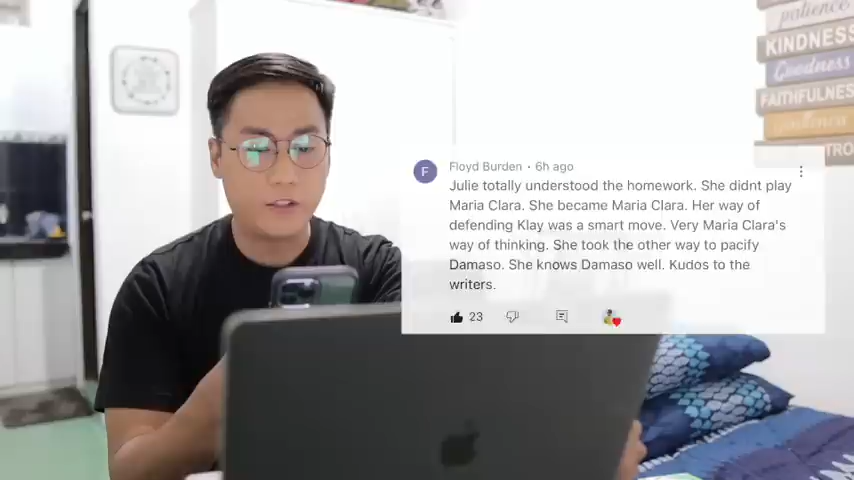 patience
KINDNESS
Goodness
FAITHFULNESS
F
Floyd Burden • 6h ago
Julie totally understood the homework. She didnt play
Maria Clara. She became Maria Clara. Her way of
defending Klay was a smart move. Very Maria Clara's
way of thinking. She took the other way to pacify
Damaso. She knows Damaso well. Kudos to the
writers.
23